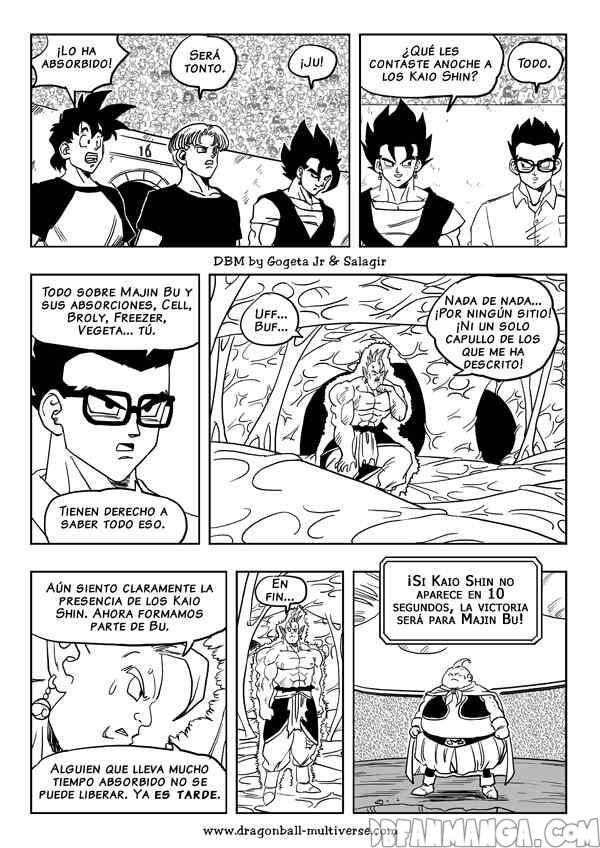 ¡LO HA
ABSORBIDO!
SERÁ
TONTO.
¡JU!
16
¿QUÉ LES
CONTASTE ANOCHE A
LOS KAIO SHIN?
TODO.
DBM by Gogeta Jr & Salagir
TODO SOBRE MAJIN BU Y
SUS ABSORCIONES, CELL,
BROLY, FREEZER,
VEGETA... TÚ.
TIENEN DERECHO A
SABER TODO ESO.
UFF...
BUF...
NADA DE NADA...
¡POR NINGÚN SITIO!
¡NI UN SOLO
CAPULLO DE LOS
QUE ME HA
DESCRITO!
AÚN SIENTO CLARAMENTE LA
PRESENCIA DE LOS KAIO
SHIN. AHORA FORMAMOS
PARTE DE BU.
ALGUIEN QUE LLEVA MUCHO
TIEMPO ABSORBIDO NO SE
PUEDE LIBERAR. YA ES TARDE.
EN
FIN...
¡SI KAIO SHIN NO
APARECE EN 10
SEGUNDOS, LA VICTORIA
SERÁ PARA MAJIN BU!
www.dragonball-multiverse.com
DBFANMANGA.COM